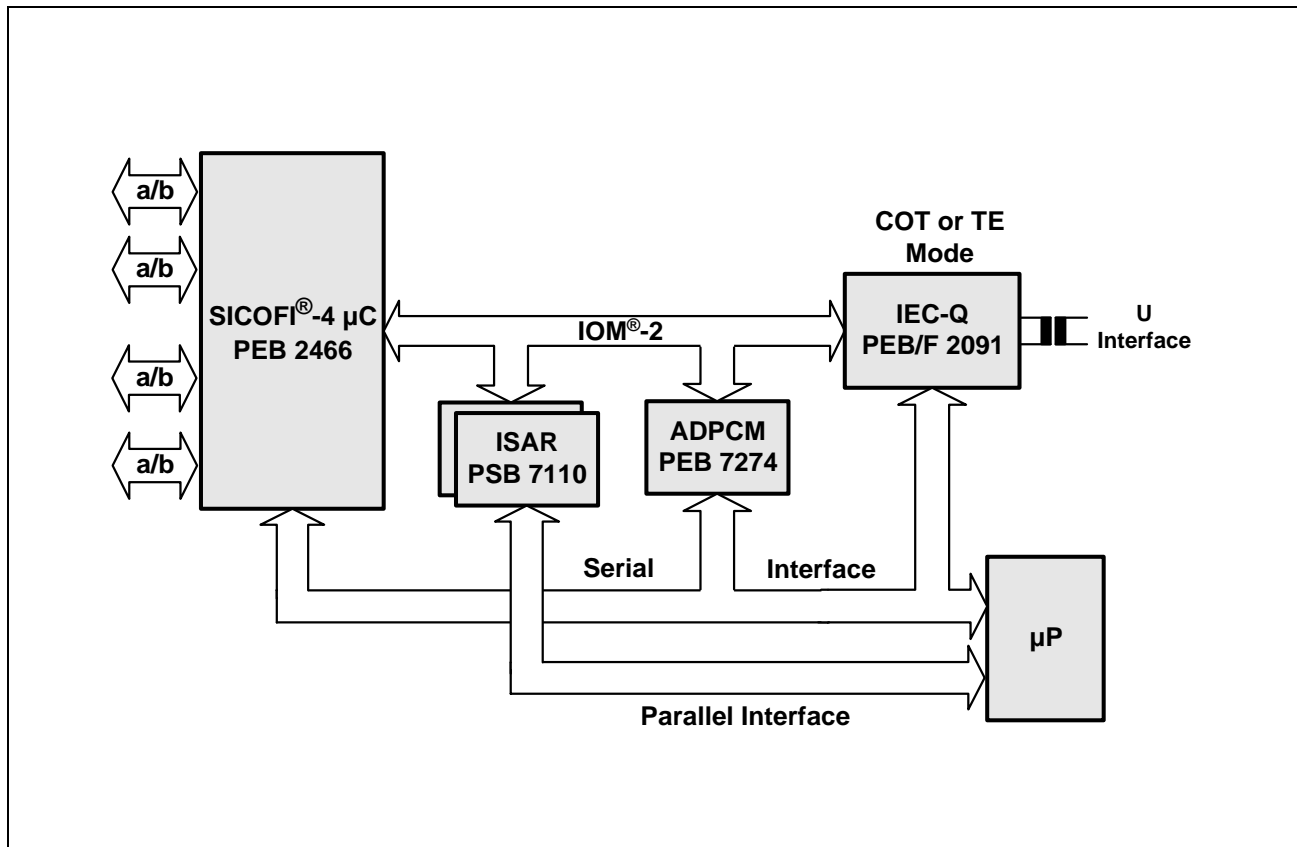 a/b
a/b
a/b
a/b
SICOFI®-4 µC
PEB 2466
IOM®-2
ISAR
PSB 7110
ADPCM
PEB 7274
COT or TE
Mode
IEC-Q
PEB/F 2091
U
Interface
Serial
Interface
µP
Parallel Interface